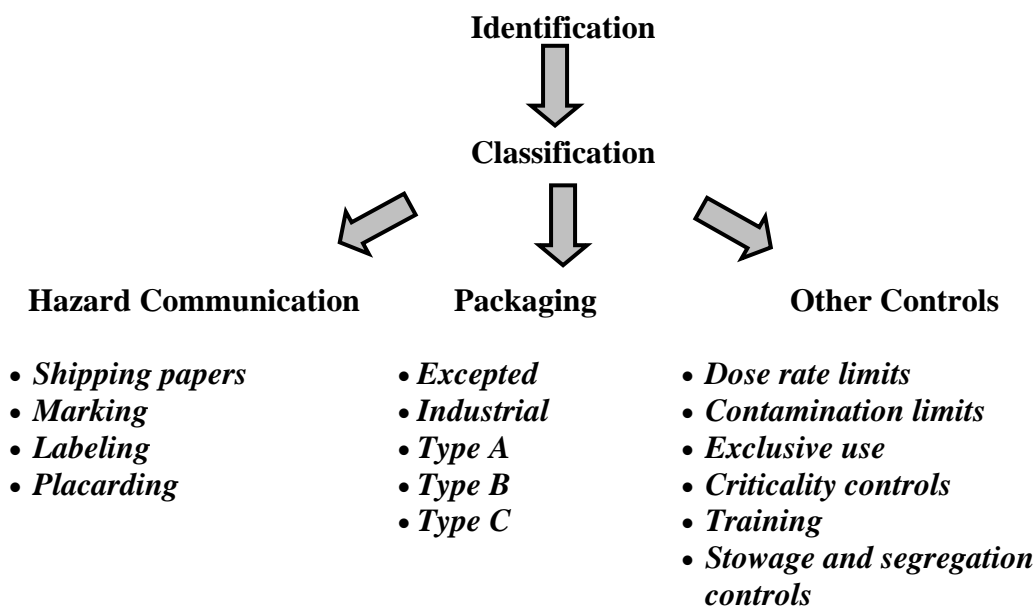 Identification
Classification
Hazard Communication
• Shipping papers
• Marking
• Labeling
• Placarding
Packaging
• Excepted
• Industrial
• Type A
• Type B
• Type C
Other Controls
• Dose rate limits
• Contamination limits
• Exclusive use
• Criticality controls
• Training
• Stowage and segregation
controls